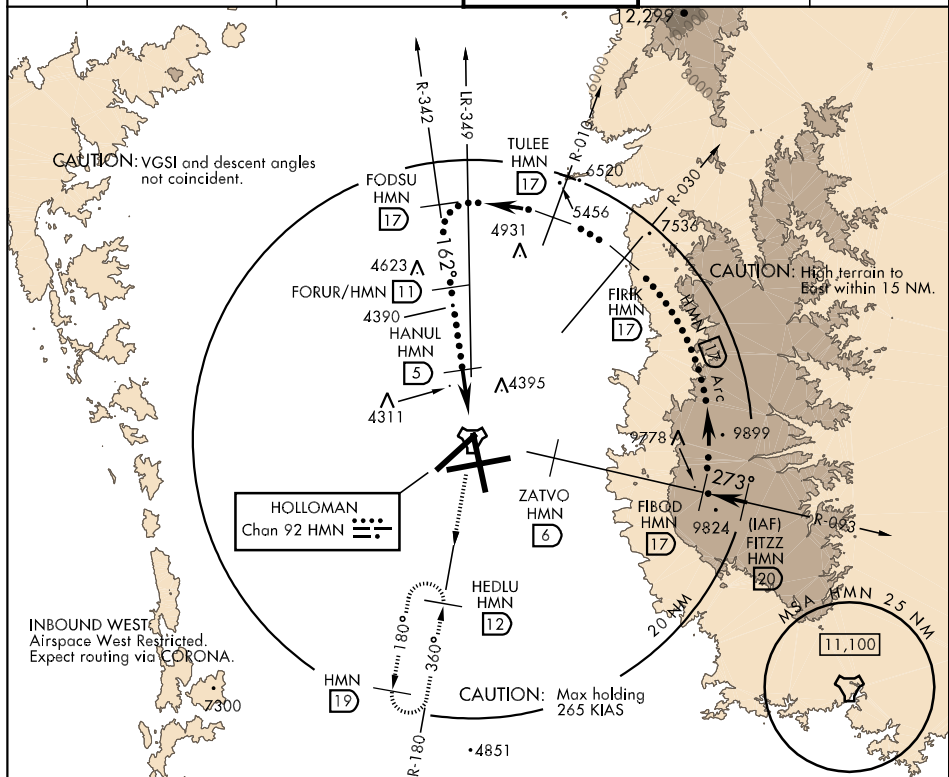 12,299
8000
8000
R-342
LR-349
R-010
TULEE
HMN
17
6520
R-030
CAUTION: VGSI and descent angles
not coincident.
FODSU
HMN
17
5456
4931
7536
162°
4623
FORUR/HMN 11
4390
CAUTION: High terrain to
East within 15 NM.
FIRIK
HMN
17
HMN 17 Arc
HANUL
HMN
5
4395
4311
9778
9899
HOLLOMAN
Chan 92 HMN
ZATVO
HMN
6
273°
FIBOD
HMN
17
9824
(IAF)
FITZZ
HMN
20
R-093
20 NM
HEDLU
HMN
12
180°
360°
MSA HMN 25 NM
11,100
INBOUND WEST:
Airspace West Restricted.
Expect routing via CORONA.
7300
HMN
19
CAUTION: Max holding
265 KIAS
R-180
4851